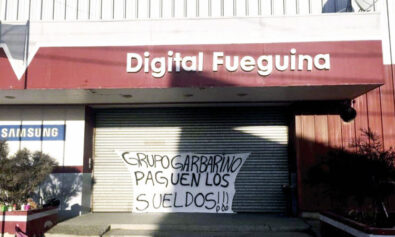 Digital Fueguina
SAMSUNG
GRUPO GARBARINO
PAGUEN LOS
SUELDOS!!!